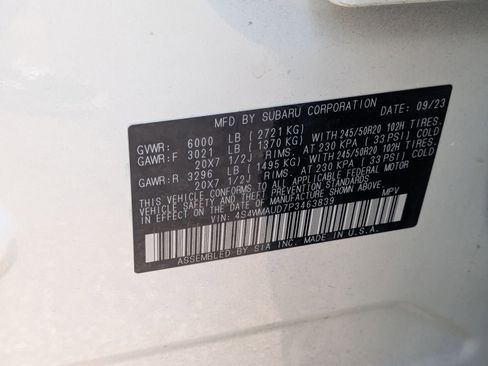 MFD BY SUBARU CORPORATION DATE: 09/23
GVWR: 6000 LB (2721 KG)
GAWR:F 3021 LB (1370 KG) WITH 245/50R20 102H TIRES.
20X7 1/2J RIMS. AT 230 KPA (33 PSI) COLD
GAWR:R 3296 LB (1495 KG) WITH 245/50R20 102H TIRES.
20X7 1/2J RIMS. AT 230 KPA (33 PSI) COLD
THIS VEHICLE CONFORMS TO ALL APPLICABLE FEDERAL MOTOR
VEHICLE SAFETY STANDARDS IN EFFECT ON THE DATE OF
MANUFACTURE SHOWN ABOVE.
VIN: 4S4WMAUD7P3463839 MPV
ASSEMBLED BY SIA INC. MADE IN U.S.A.